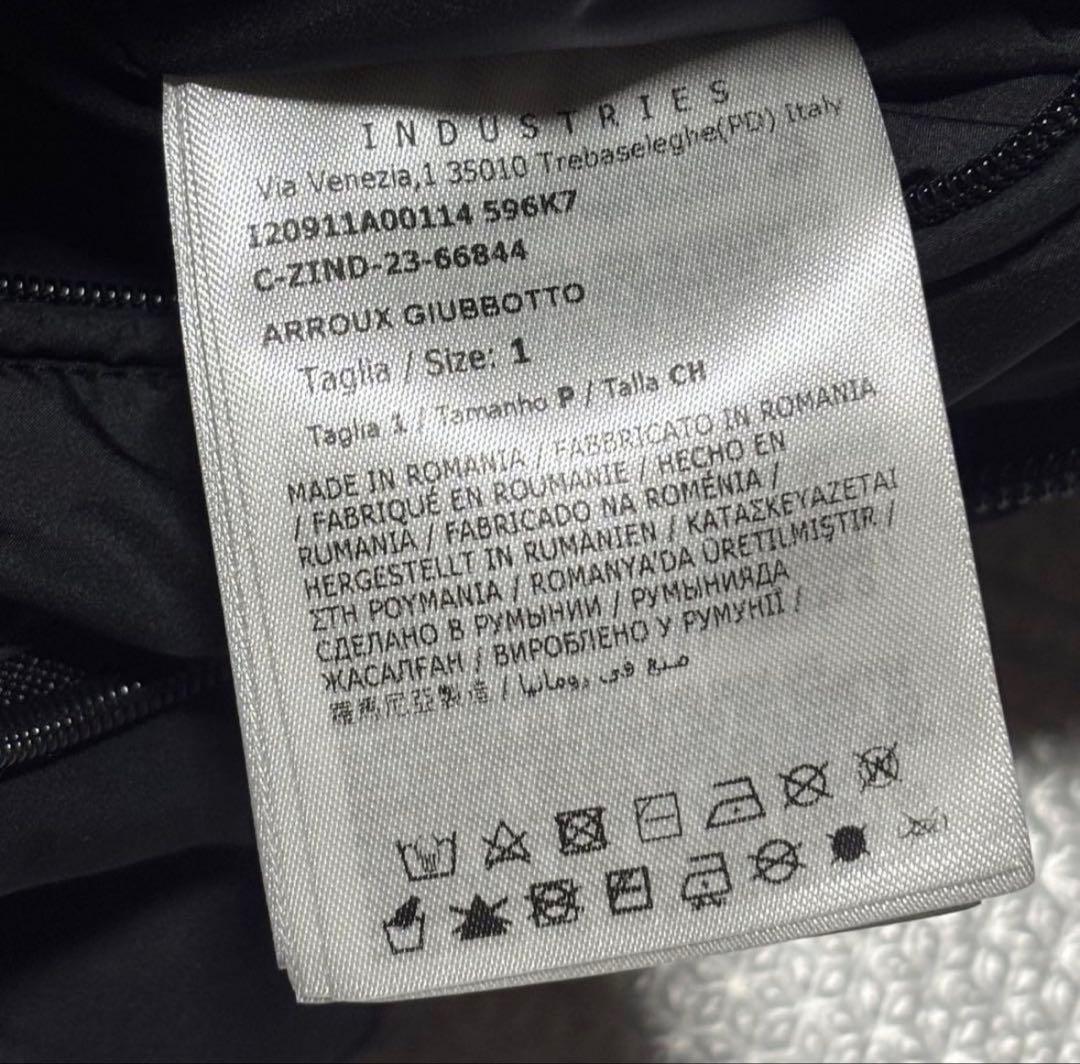 INDUSTRIES
Via Venezia,1 35010 Trebaseleghe(PD) Italy
I20911A00114 596K7
C-ZIND-23-66844
ARROUX GIUBBOTTO
Taglia / Size: 1
Taglia 1 / Tamanho P / Talla CH
MADE IN ROMANIA / FABBRICATO IN ROMANIA
/ FABRIQUÉ EN ROUMANIE / HECHO EN
RUMANIA / FABRICADO NA ROMÉNIA /
HERGESTELLT IN RUMÄNIEN / ΚΑΤΑΣΚΕΥΑΖΕΤΑΙ
ΣΤΗ ΡΟΥΜΑΝΙΑ / ROMANYA'DA ÜRETİLMİŞTİR /
СДЕЛАНО В РУМЫНИИ / РУМЫНИЯДА
ЖАСАЛҒАН / ВИРОБЛЕНО У РУМУНІЇ /
羅馬尼亞製造 / صنع في رومانيا